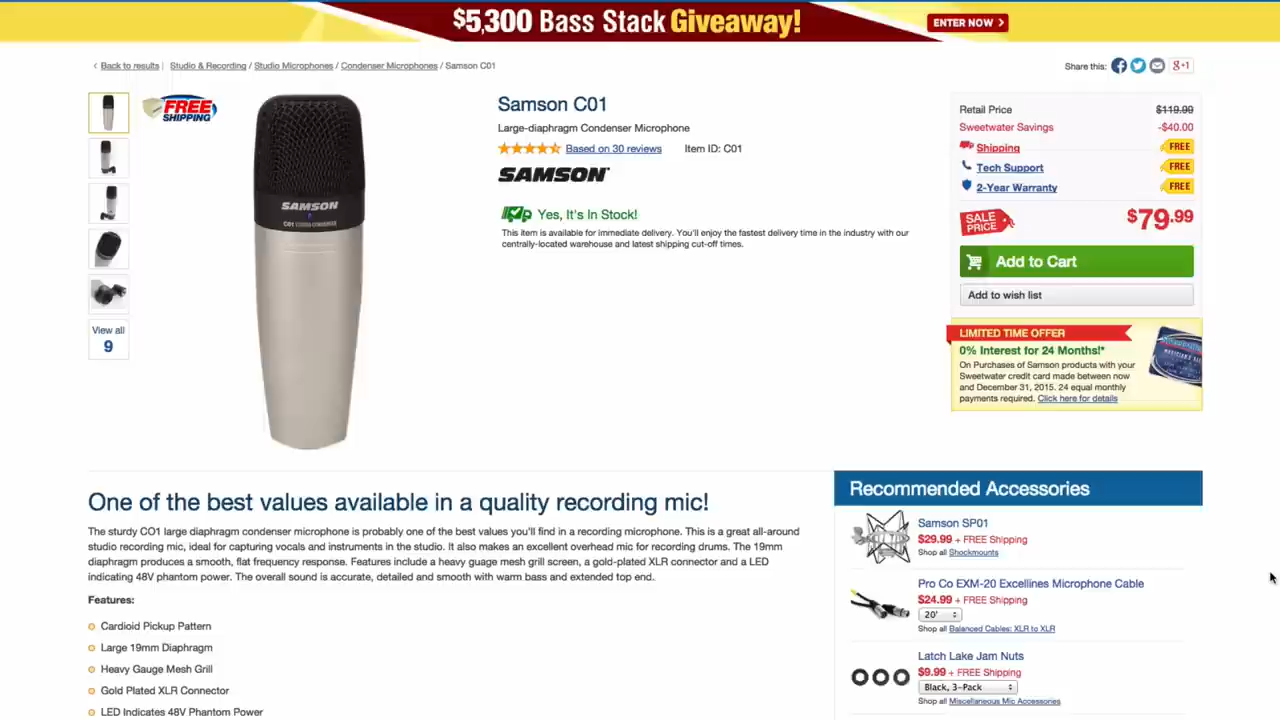 $5,300 Bass Stack Giveaway!
ENTER NOW >
‹ Back to results | Studio & Recording / Studio Microphones / Condenser Microphones / Samson C01
Share this:
g+1
FREE
SHIPPING
SAMSON
C01 STUDIO CONDENSER
View all
9
Samson C01
Large-diaphragm Condenser Microphone
Based on 30 reviews Item ID: C01
SAMSON
Yes, It's In Stock!
This item is available for immediate delivery. You'll enjoy the fastest delivery time in the industry with our
centrally-located warehouse and latest shipping cut-off times.
Retail Price $119.99
Sweetwater Savings -$40.00
Shipping FREE
Tech Support FREE
2-Year Warranty FREE
SALE PRICE $79.99
Add to Cart
Add to wish list
LIMITED TIME OFFER
0% Interest for 24 Months!*
On Purchases of Samson products with your
Sweetwater credit card made between now
and December 31, 2015. 24 equal monthly
payments required. Click here for details
One of the best values available in a quality recording mic!
The sturdy CO1 large diaphragm condenser microphone is probably one of the best values you'll find in a recording microphone. This is a great all-around
studio recording mic, ideal for capturing vocals and instruments in the studio. It also makes an excellent overhead mic for recording drums. The 19mm
diaphragm produces a smooth, flat frequency response. Features include a heavy guage mesh grill screen, a gold-plated XLR connector and a LED
indicating 48V phantom power. The overall sound is accurate, detailed and smooth with warm bass and extended top end.
Features:
Cardioid Pickup Pattern
Large 19mm Diaphragm
Heavy Gauge Mesh Grill
Gold Plated XLR Connector
LED Indicates 48V Phantom Power
Recommended Accessories
Samson SP01
$29.99 + FREE Shipping
Shop all Shockmounts
Pro Co EXM-20 Excellines Microphone Cable
$24.99 + FREE Shipping
20'
Shop all Balanced Cables: XLR to XLR
Latch Lake Jam Nuts
$9.99 + FREE Shipping
Black, 3-Pack
Shop all Miscellaneous Mic Accessories